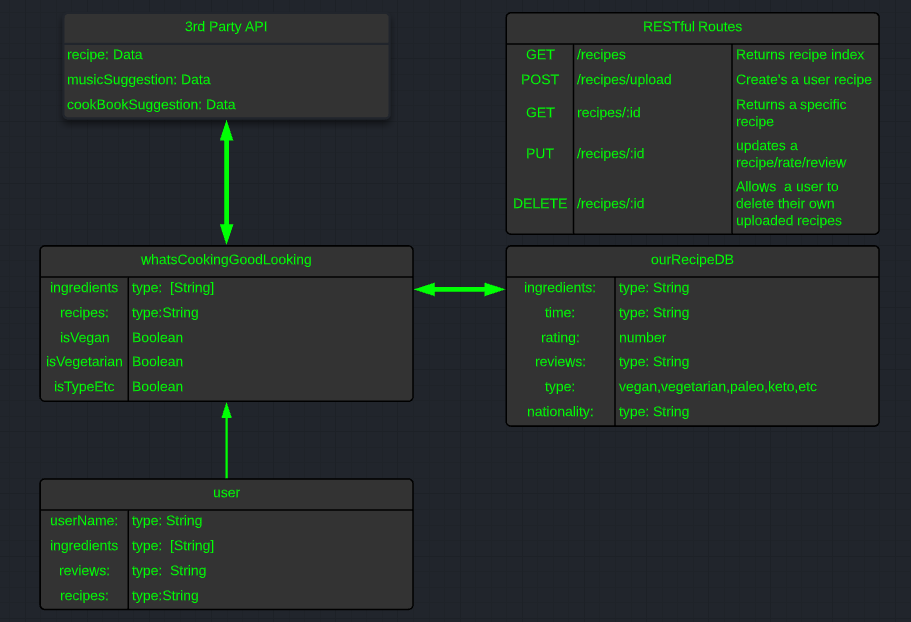 3rd Party API
recipe: Data
musicSuggestion: Data
cookBookSuggestion: Data
RESTful Routes
GET /recipes Returns recipe index
POST /recipes/upload Create's a user recipe
GET recipes/:id Returns a specific
recipe
PUT /recipes/:id updates a
recipe/rate/review
DELETE /recipes/:id Allows  a user to
delete their own
uploaded recipes
whatsCookingGoodLooking
ingredients type:  [String]
recipes: type:String
isVegan Boolean
isVegetarian Boolean
isTypeEtc Boolean
ourRecipeDB
ingredients: type: String
time: type: String
rating: number
reviews: type: String
type: vegan,vegetarian,paleo,keto,etc
nationality: type: String
user
userName: type: String
ingredients type:  [String]
reviews: type:  String
recipes: type:String